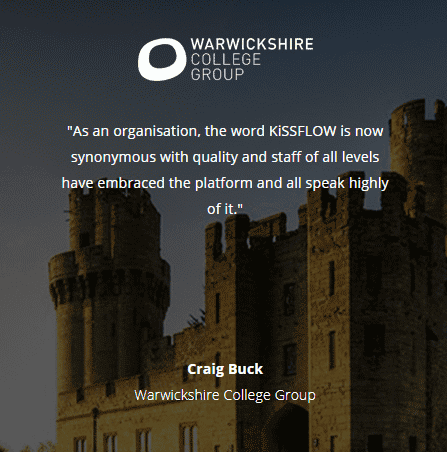 WARWICKSHIRE
COLLEGE
GROUP
"As an organisation, the word KiSSFLOW is now
synonymous with quality and staff of all levels
have embraced the platform and all speak highly
of it."
Craig Buck
Warwickshire College Group